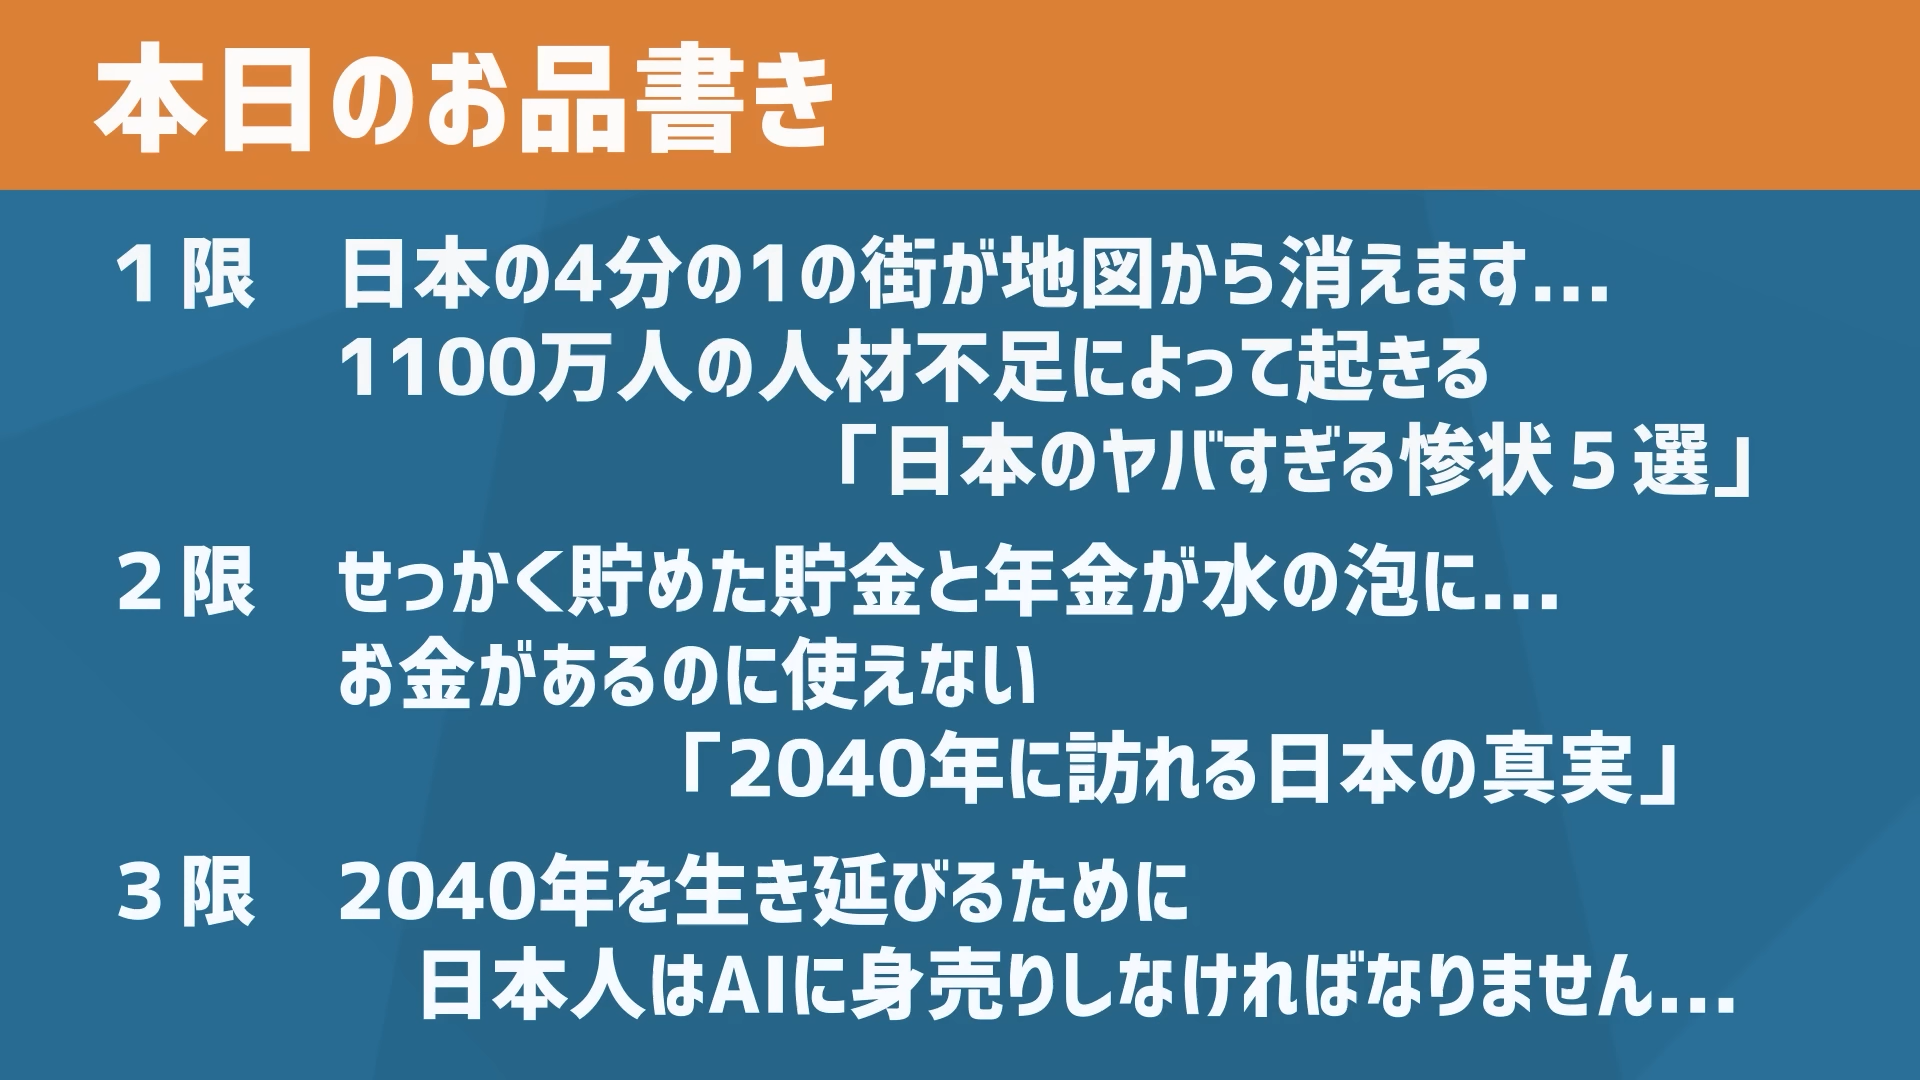 本日のお品書き
1限 日本の4分の1の街が地図から消えます...
1100万人の人材不足によって起きる
「日本のヤバすぎる惨状5選」
2限 せっかく貯めた貯金と年金が水の泡に...
お金があるのに使えない
「2040年に訪れる日本の真実」
3限 2040年を生き延びるために
日本人はAIに身売りしなければなりません...